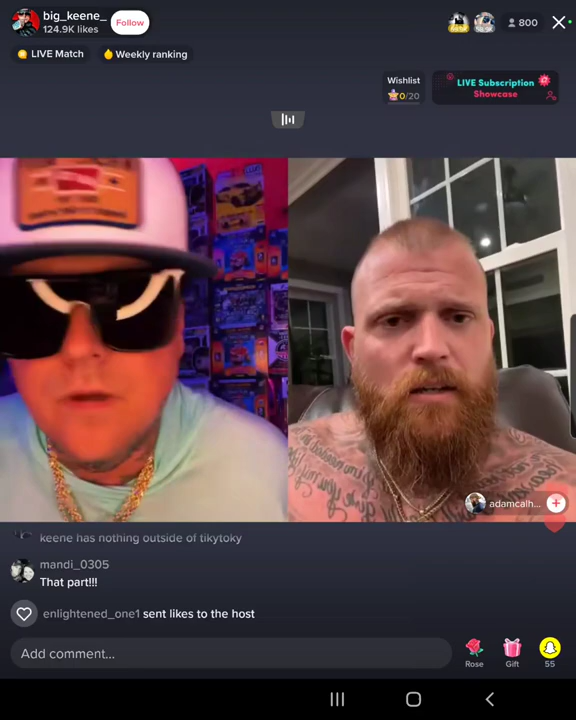 big_keene_
124.9K likes
Follow
800
LIVE Match
Weekly ranking
Wishlist
0/20
LIVE Subscription
Showcase
adamcalh...
keene has nothing outside of tikytoky
mandi_0305
That part!!!
enlightened_one1 sent likes to the host
Add comment...
Rose
Gift
55